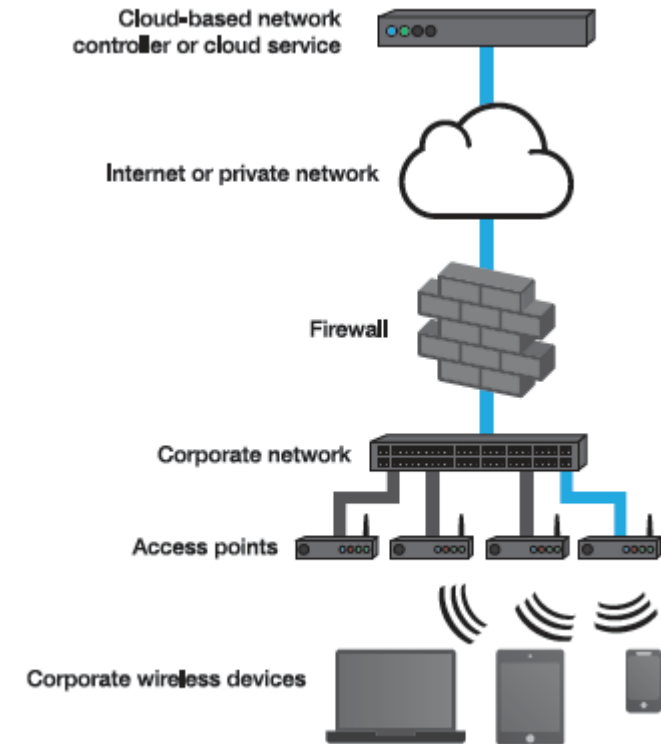 Cloud-based network
controller or cloud service
Internet or private network
Firewall
Corporate network
Access points
Corporate wireless devices